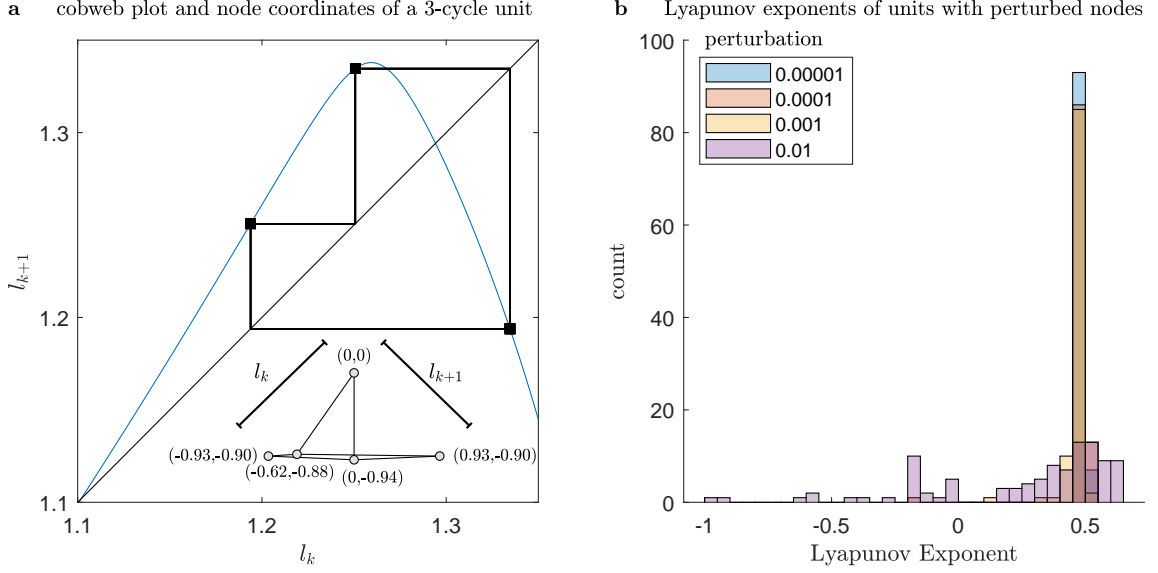 a cobweb plot and node coordinates of a 3-cycle unit
1.3
1.2
1.1
l_{k+1}
1.1 1.2 1.3
l_k
l_k
l_{k+1}
(0,0)
(-0.93,-0.90)
(-0.62,-0.88)
(0,-0.94)
(0.93,-0.90)
b Lyapunov exponents of units with perturbed nodes
perturbation
0.00001
0.0001
0.001
0.01
100
80
60
40
20
0
count
-1 -0.5 0 0.5
Lyapunov Exponent